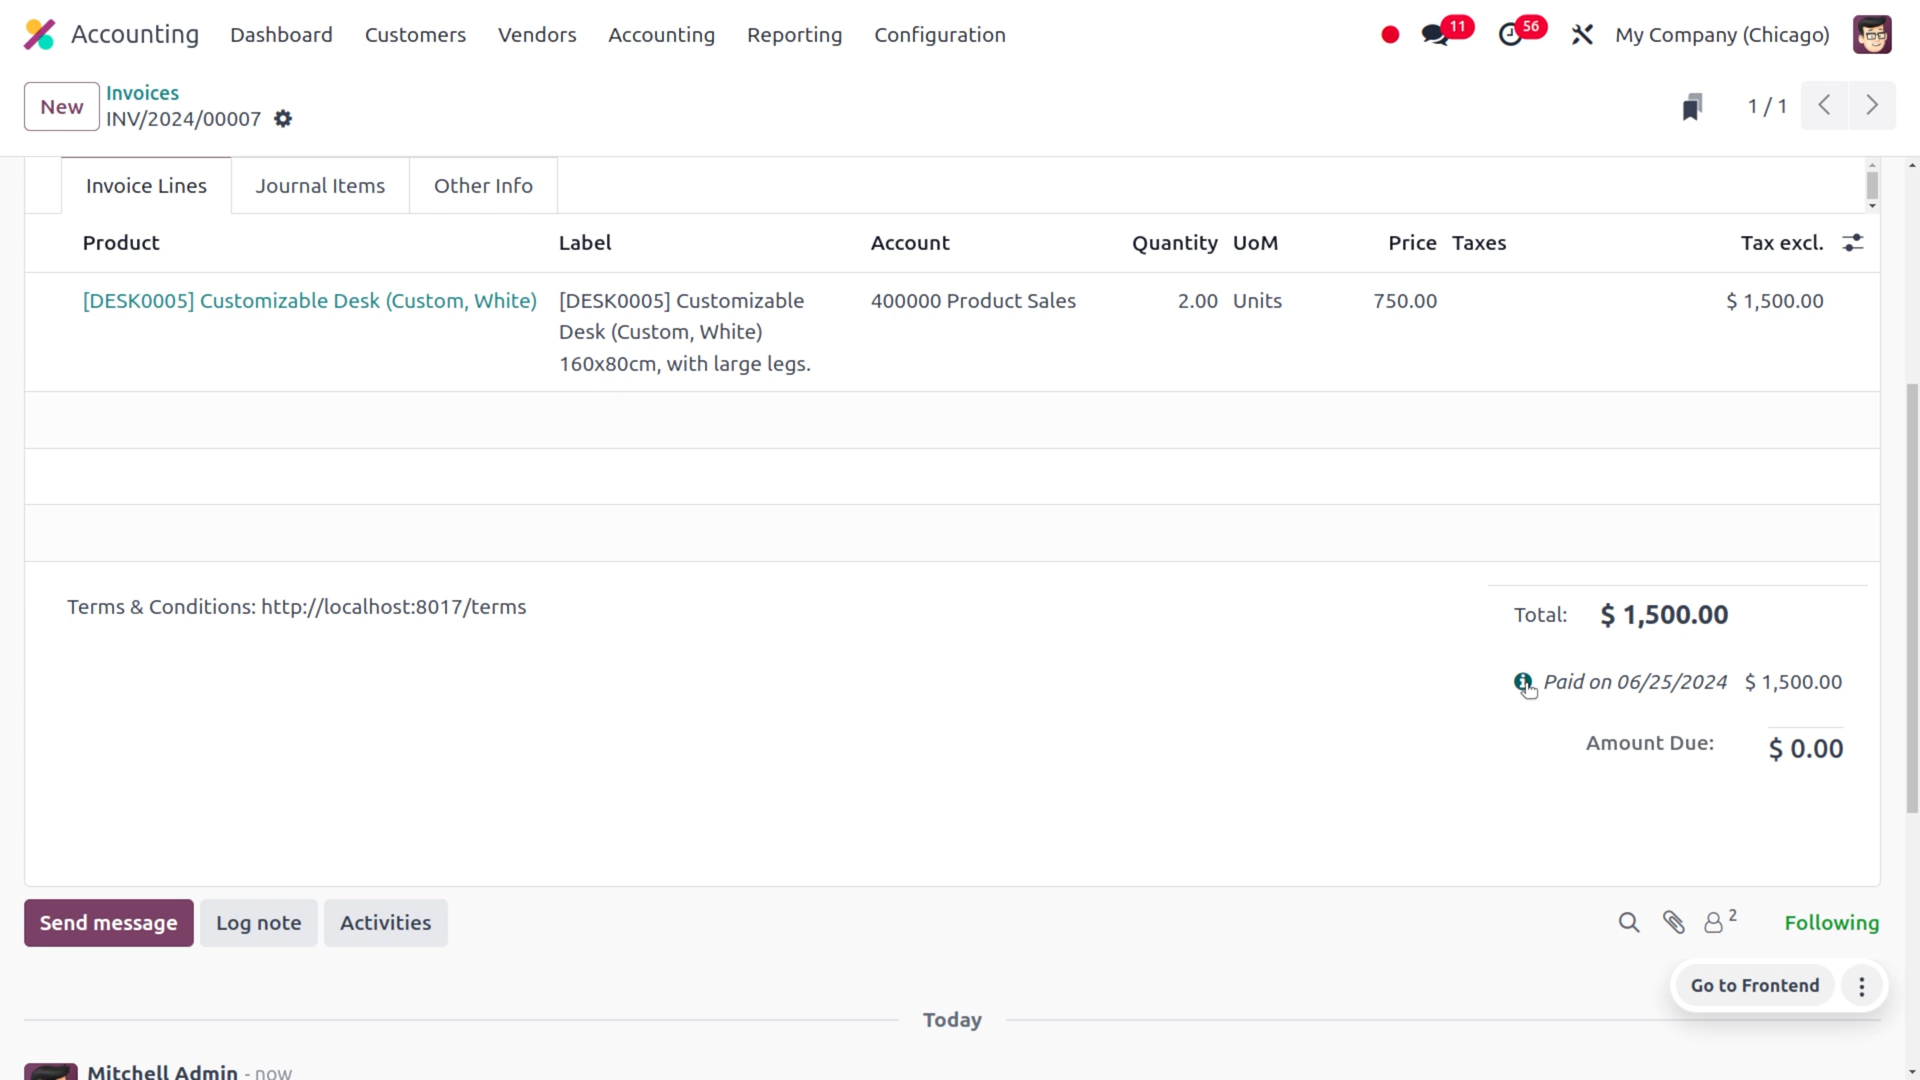 Accounting Dashboard Customers Vendors Accounting Reporting Configuration 11 56 My Company (Chicago)
New Invoices
INV/2024/00007 1 / 1
Invoice Lines Journal Items Other Info
Product Label Account Quantity UoM Price Taxes Tax excl.
[DESK0005] Customizable Desk (Custom, White) [DESK0005] Customizable 400000 Product Sales 2.00 Units 750.00 $ 1,500.00
Desk (Custom, White)
160x80cm, with large legs.
Terms & Conditions: http://localhost:8017/terms Total: $ 1,500.00
Paid on 06/25/2024 $ 1,500.00
Amount Due: $ 0.00
Send message Log note Activities 2 Following
Go to Frontend
Today
Mitchell Admin - now